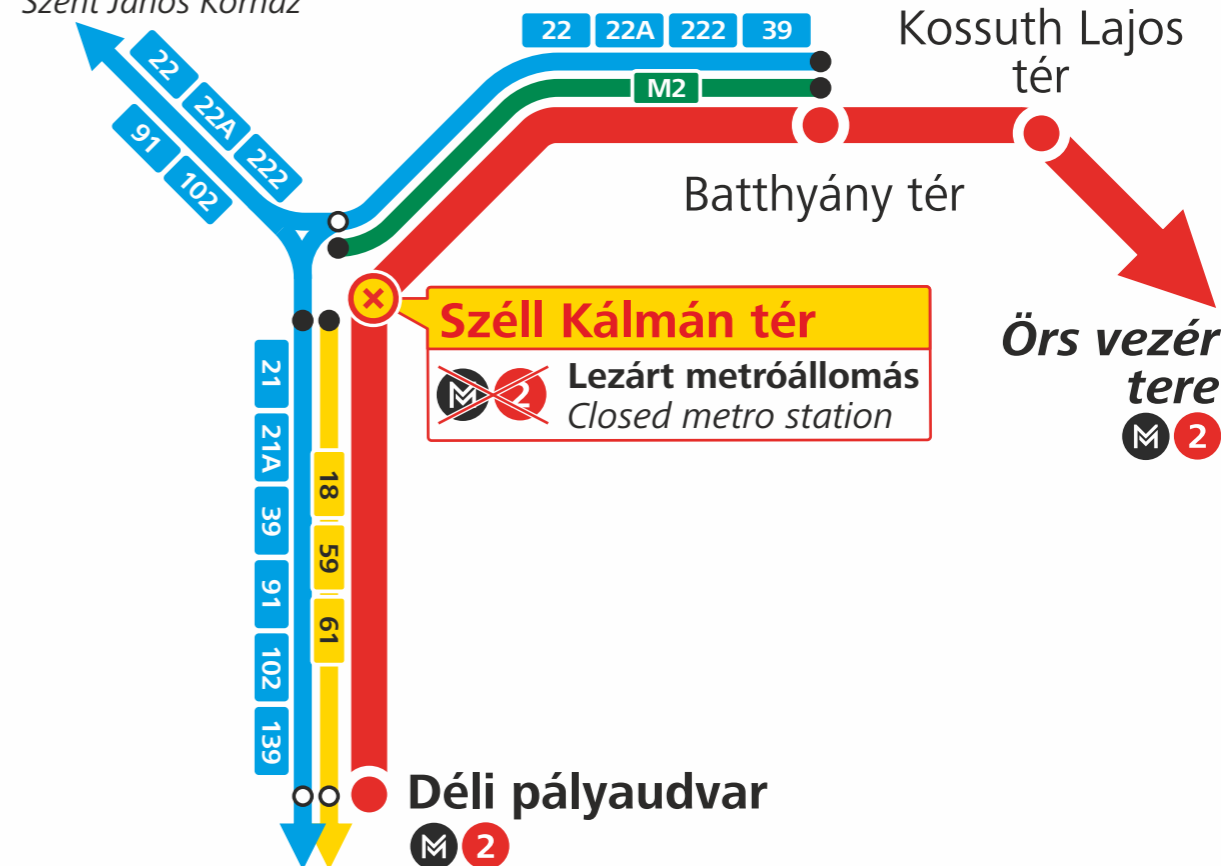 Szent János Kórház
22 22A 222 39
Kossuth Lajos
tér
22 22A 222
91 102
M2
Batthyány tér
Széll Kálmán tér
M 2 Lezárt metróállomás
Closed metro station
Örs vezér
tere
M 2
21 21A 39 91 102 139
18 59 61
Déli pályaudvar
M 2